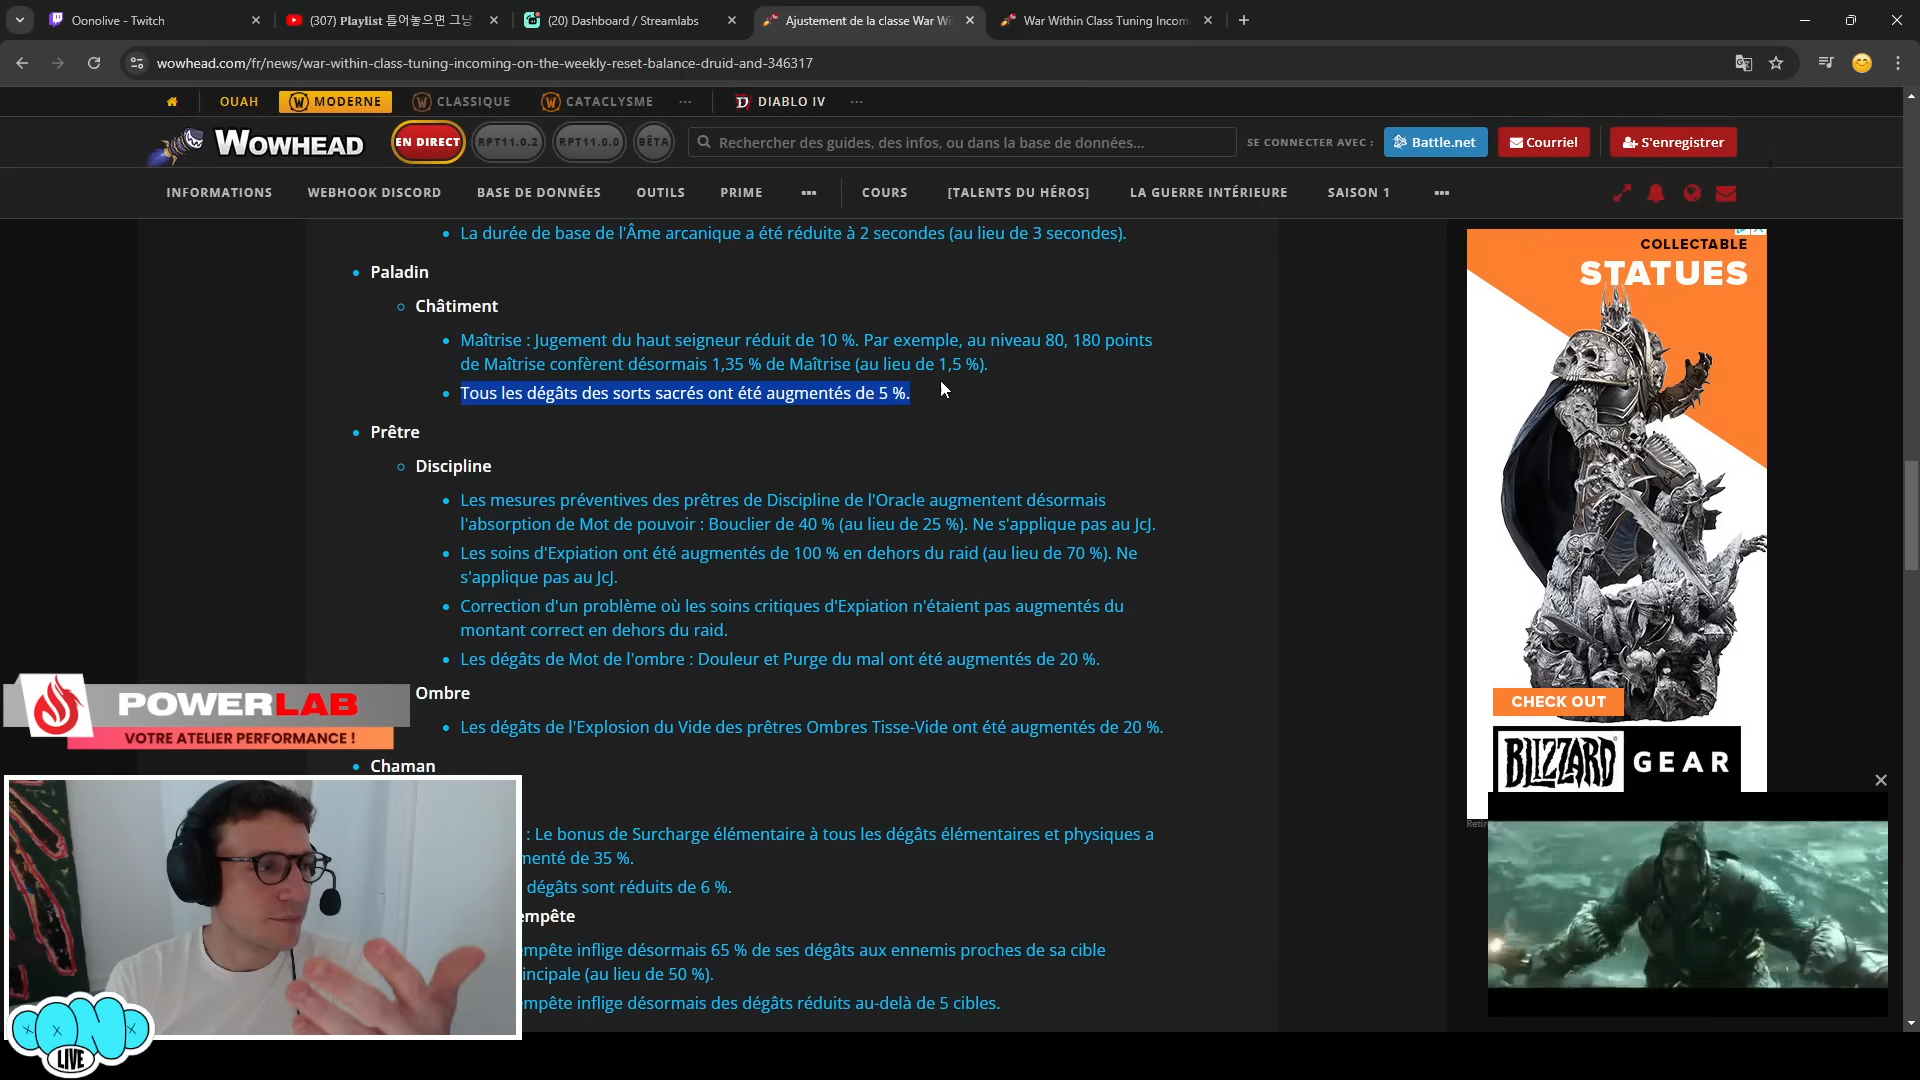 Oonolive - Twitch
(307) Playlist 틀어놓으면 그냥
(20) Dashboard / Streamlabs
Ajustement de la classe War Wi
War Within Class Tuning Incom
wowhead.com/fr/news/war-within-class-tuning-incoming-on-the-weekly-reset-balance-druid-and-346317
OUAH
MODERNE
CLASSIQUE
CATACLYSME
DIABLO IV
WOWHEAD
EN DIRECT
RPT11.0.2
RPT11.0.0
BÊTA
Rechercher des guides, des infos, ou dans la base de données...
SE CONNECTER AVEC :
Battle.net
Courriel
S'enregistrer
INFORMATIONS
WEBHOOK DISCORD
BASE DE DONNÉES
OUTILS
PRIME
COURS
[TALENTS DU HÉROS]
LA GUERRE INTÉRIEURE
SAISON 1
La durée de base de l'Âme arcanique a été réduite à 2 secondes (au lieu de 3 secondes).
Paladin
Châtiment
Maîtrise : Jugement du haut seigneur réduit de 10 %. Par exemple, au niveau 80, 180 points
de Maîtrise confèrent désormais 1,35 % de Maîtrise (au lieu de 1,5 %).
Tous les dégâts des sorts sacrés ont été augmentés de 5 %.
Prêtre
Discipline
Les mesures préventives des prêtres de Discipline de l'Oracle augmentent désormais
l'absorption de Mot de pouvoir : Bouclier de 40 % (au lieu de 25 %). Ne s'applique pas au JcJ.
Les soins d'Expiation ont été augmentés de 100 % en dehors du raid (au lieu de 70 %). Ne
s'applique pas au JcJ.
Correction d'un problème où les soins critiques d'Expiation n'étaient pas augmentés du
montant correct en dehors du raid.
Les dégâts de Mot de l'ombre : Douleur et Purge du mal ont été augmentés de 20 %.
Ombre
Les dégâts de l'Explosion du Vide des prêtres Ombres Tisse-Vide ont été augmentés de 20 %.
Chaman
: Le bonus de Surcharge élémentaire à tous les dégâts élémentaires et physiques a
menté de 35 %.
dégâts sont réduits de 6 %.
empête
empête inflige désormais 65 % de ses dégâts aux ennemis proches de sa cible
incipale (au lieu de 50 %).
empête inflige désormais des dégâts réduits au-delà de 5 cibles.
POWERLAB
VOTRE ATELIER PERFORMANCE !
ONO
LIVE
COLLECTABLE
STATUES
CHECK OUT
BLIZZARD GEAR
Retir